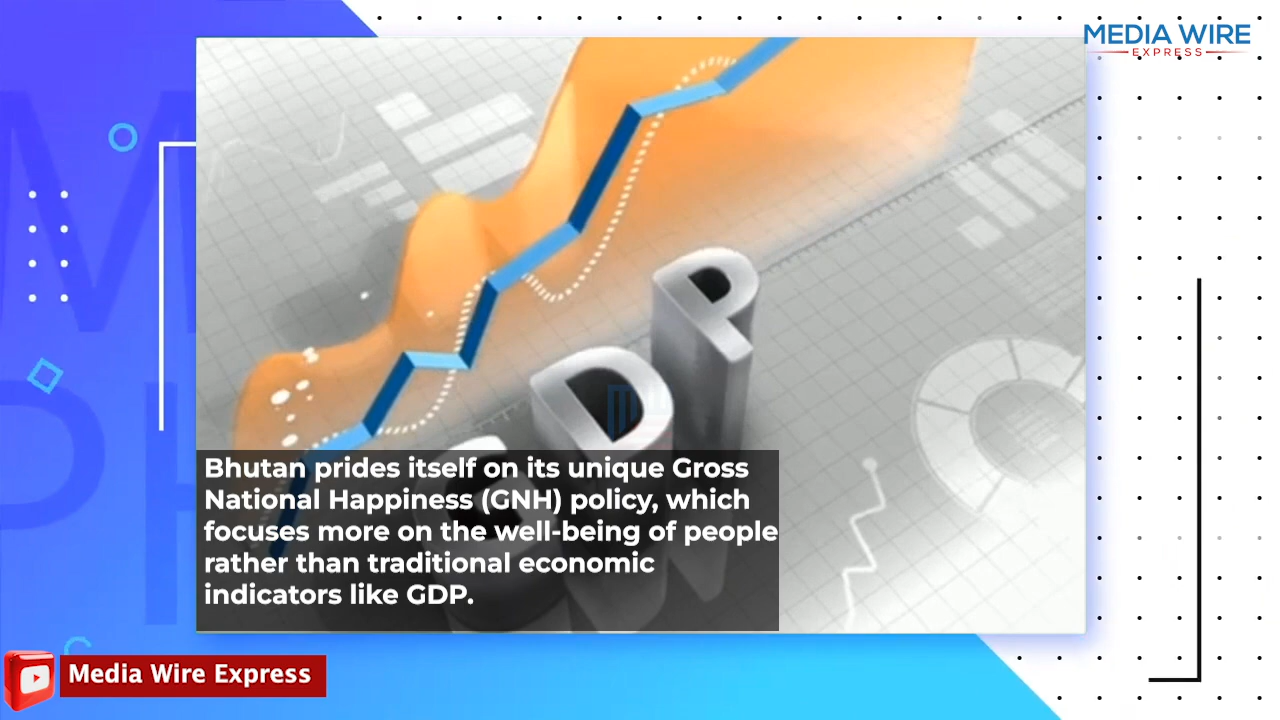 MEDIA WIRE
EXPRESS
GDP
Bhutan prides itself on its unique Gross
National Happiness (GNH) policy, which
focuses more on the well-being of people
rather than traditional economic
indicators like GDP.
Media Wire Express